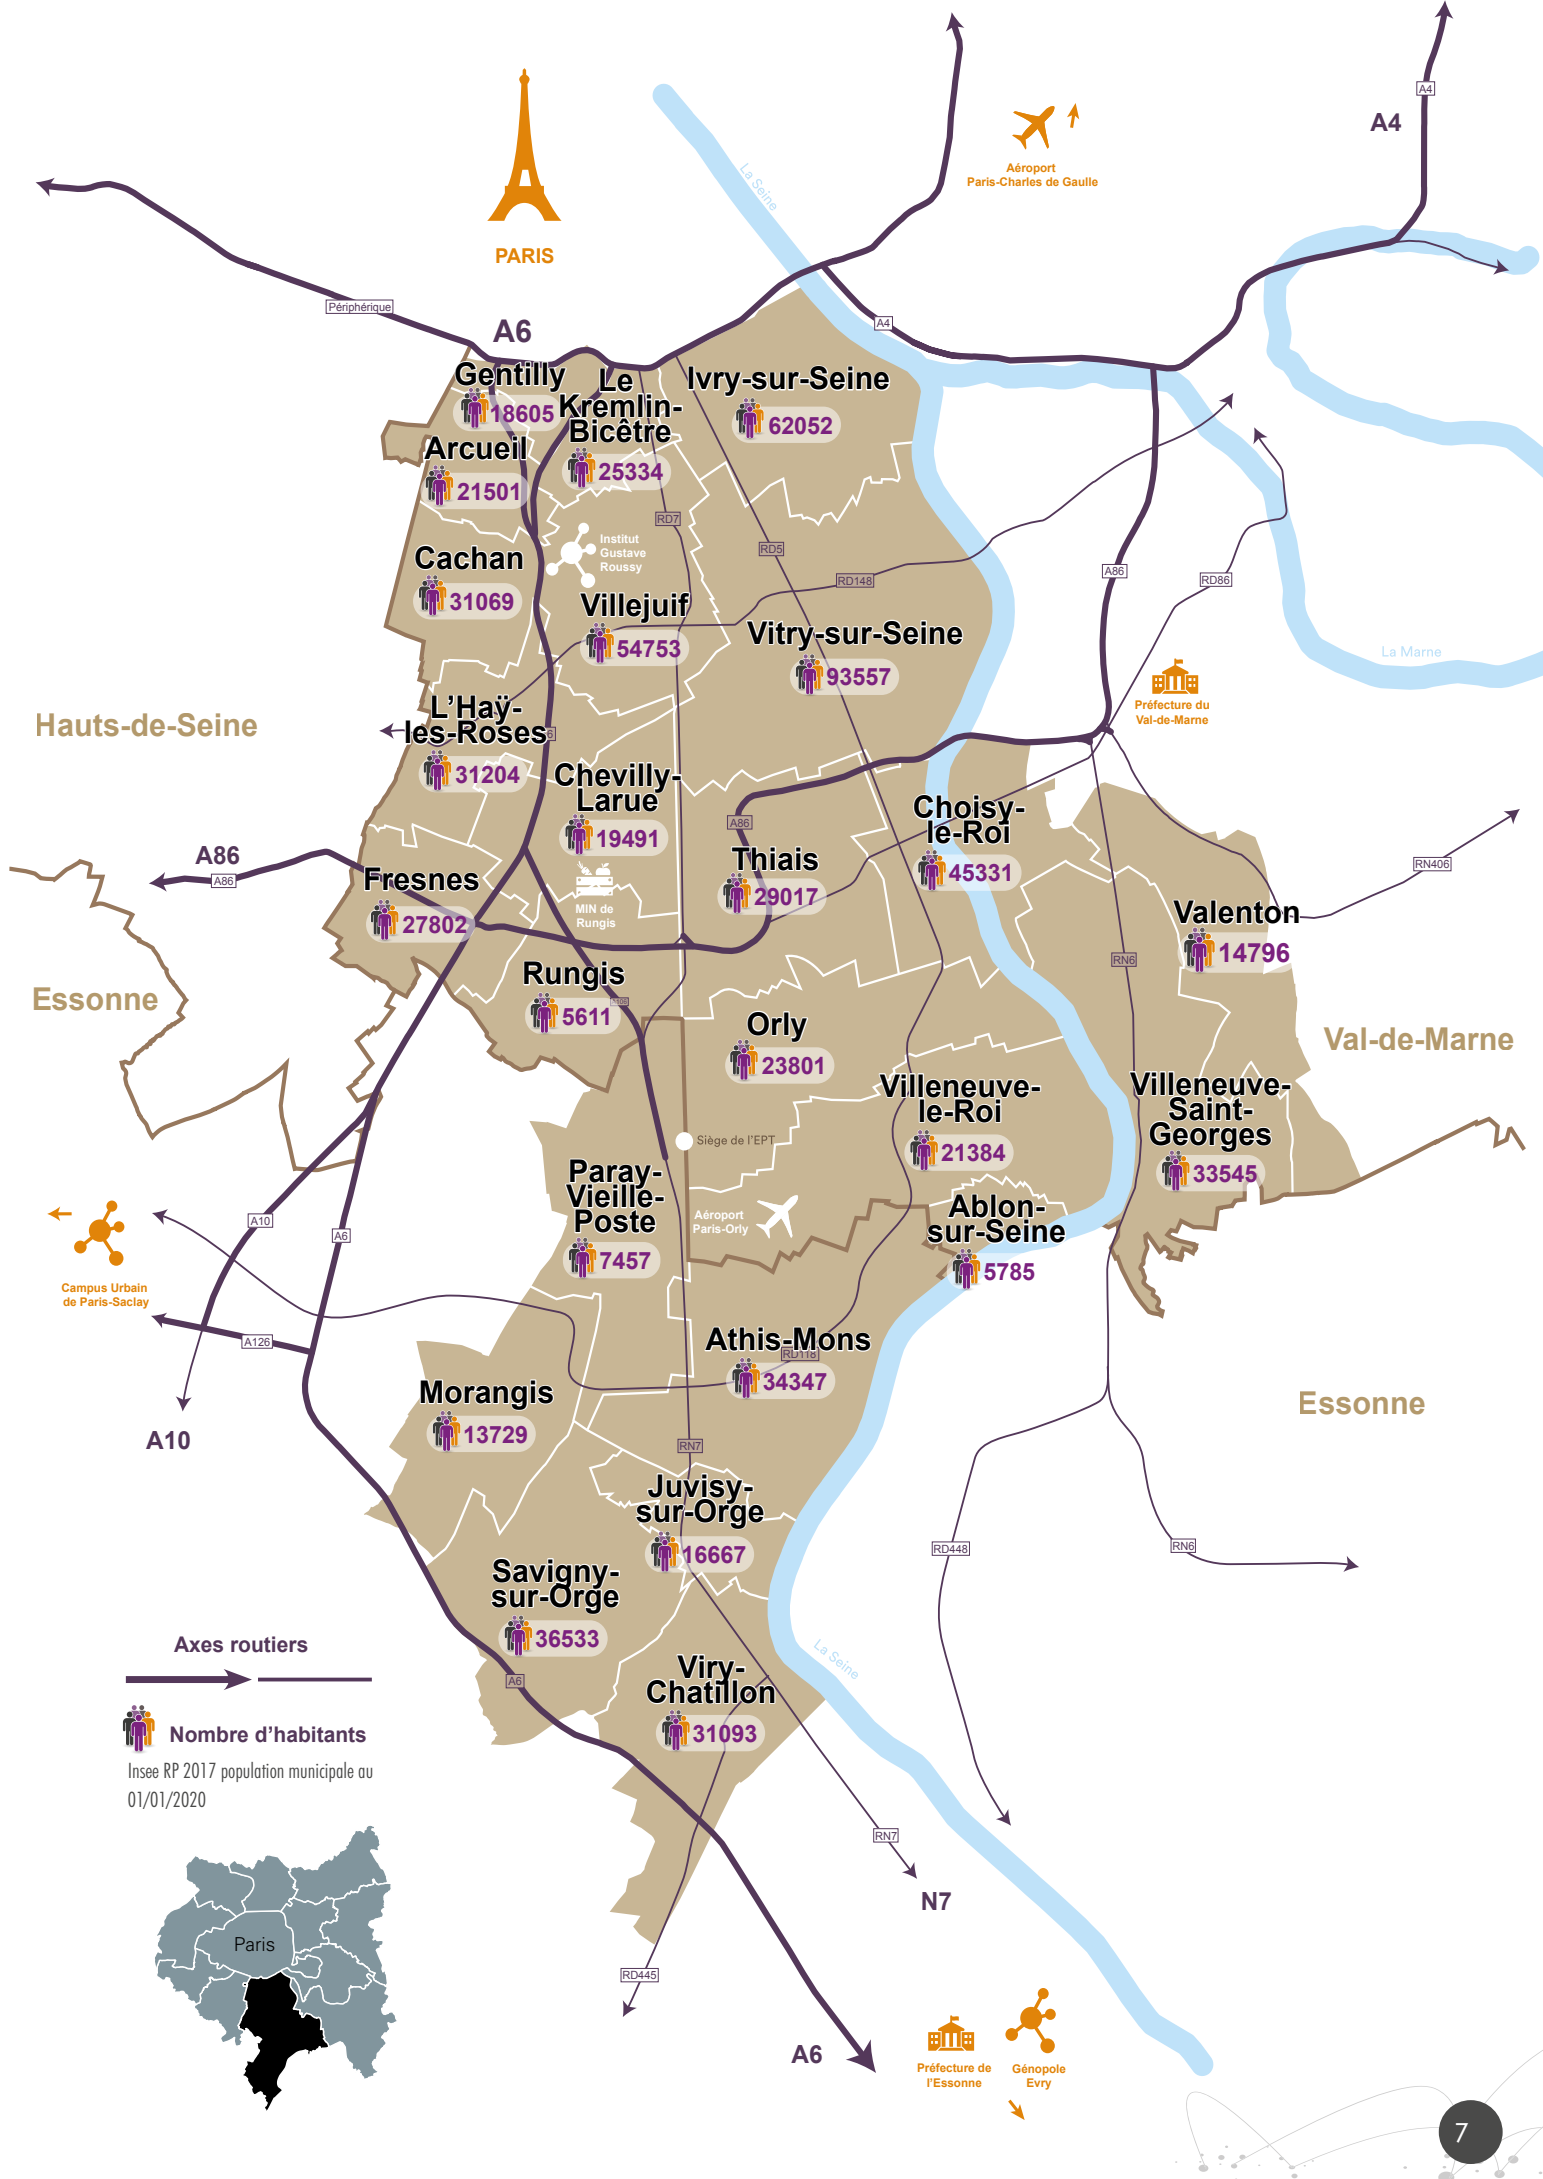 A4
A4
Aéroport
Paris-Charles de Gaulle
La Seine
PARIS
Périphérique
A6
A4
Gentilly
18605
Le
Kremlin-
Bicêtre
25334
Ivry-sur-Seine
62052
Arcueil
21501
RD7
RD5
Institut
Gustave
Roussy
Cachan
31069
RD148
A86
RD86
Villejuif
54753
Vitry-sur-Seine
93557
La Marne
Préfecture du
Val-de-Marne
Hauts-de-Seine
L'Haÿ-
les-Roses
31204
Chevilly-
Larue
19491
A86
Choisy-
le-Roi
45331
A86
A86
Fresnes
27802
Thiais
29017
RN406
MIN de
Rungis
Valenton
14796
RN6
Essonne
Rungis
5611
Orly
23801
Val-de-Marne
Villeneuve-
le-Roi
21384
Villeneuve-
Saint-
Georges
33545
Siège de l'EPT
Paray-
Vieille-
Poste
7457
Aéroport
Paris-Orly
Ablon-
sur-Seine
5785
A10
A6
Campus Urbain
de Paris-Saclay
A126
Athis-Mons
RD118
34347
Morangis
13729
Essonne
A10
RN7
Juvisy-
sur-Orge
16667
RD448
RN6
Savigny-
sur-Orge
36533
La Seine
Axes routiers
A6
Viry-
Chatillon
31093
Nombre d'habitants
Insee RP 2017 population municipale au
01/01/2020
RN7
N7
Paris
RD445
A6
Préfecture de
l'Essonne
Génopole
Evry
7